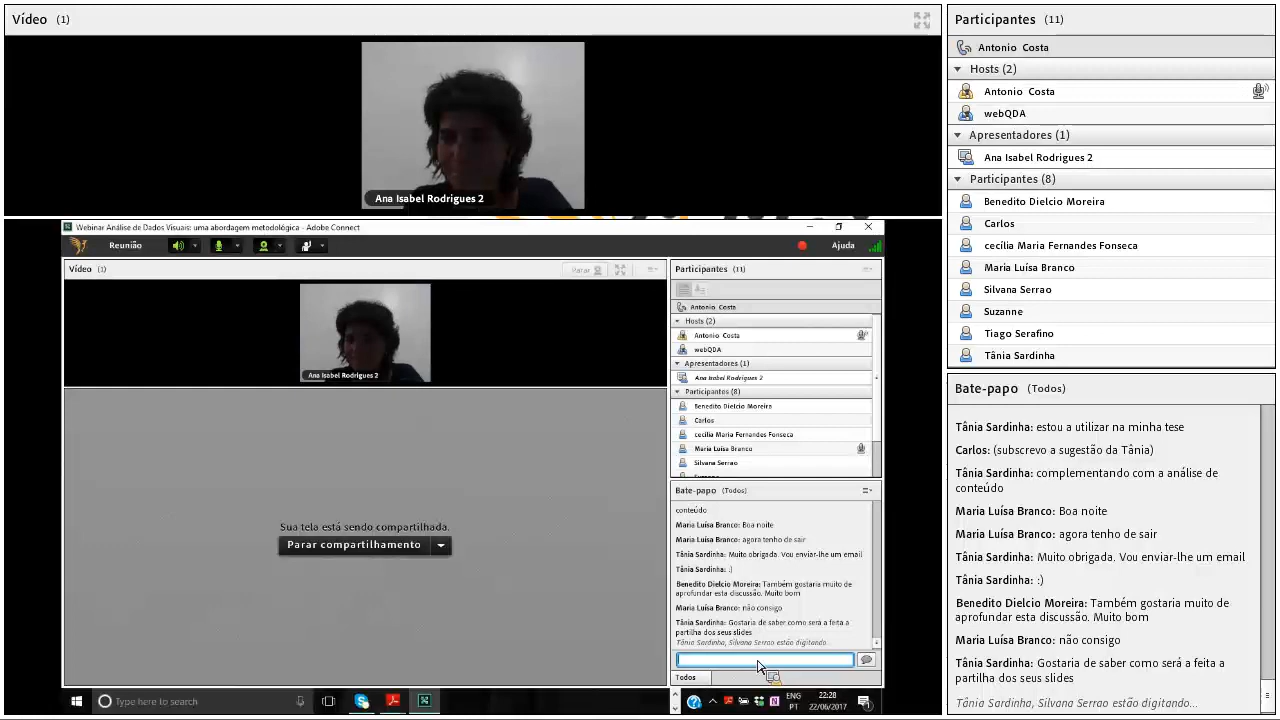 Vídeo (1)
Ana Isabel Rodrigues 2
Webinar Análise de Dados Visuais: uma abordagem metodológica - Adobe Connect
Reunião
Ajuda
Vídeo (1)
Parar
Ana Isabel Rodrigues 2
Sua tela está sendo compartilhada.
Parar compartilhamento
Participantes (11)
Antonio Costa
Hosts (2)
Antonio Costa
webQDA
Apresentadores (1)
Ana Isabel Rodrigues 2
Participantes (8)
Benedito Dielcio Moreira
Carlos
cecília Maria Fernandes Fonseca
Maria Luísa Branco
Silvana Serrao
Bate-papo (Todos)
conteúdo
Maria Luísa Branco: Boa noite
Maria Luísa Branco: agora tenho de sair
Tânia Sardinha: Muito obrigada. Vou enviar-lhe um email
Tânia Sardinha: :)
Benedito Dielcio Moreira: Também gostaria muito de
aprofundar esta discussão. Muito bom
Maria Luísa Branco: não consigo
Tânia Sardinha: Gostaria de saber como será a feita a
partilha dos seus slides
Tânia Sardinha, Silvana Serrao estão digitando...
Todos
Type here to search
ENG
PT
22:28
22/06/2017
Participantes (11)
Antonio Costa
Hosts (2)
Antonio Costa
webQDA
Apresentadores (1)
Ana Isabel Rodrigues 2
Participantes (8)
Benedito Dielcio Moreira
Carlos
cecília Maria Fernandes Fonseca
Maria Luísa Branco
Silvana Serrao
Suzanne
Tiago Serafino
Tânia Sardinha
Bate-papo (Todos)
Tânia Sardinha: estou a utilizar na minha tese
Carlos: (subscrevo a sugestão da Tânia)
Tânia Sardinha: complementando com a análise de
conteúdo
Maria Luísa Branco: Boa noite
Maria Luísa Branco: agora tenho de sair
Tânia Sardinha: Muito obrigada. Vou enviar-lhe um email
Tânia Sardinha: :)
Benedito Dielcio Moreira: Também gostaria muito de
aprofundar esta discussão. Muito bom
Maria Luísa Branco: não consigo
Tânia Sardinha: Gostaria de saber como será a feita a
partilha dos seus slides
Tânia Sardinha, Silvana Serrao estão digitando...